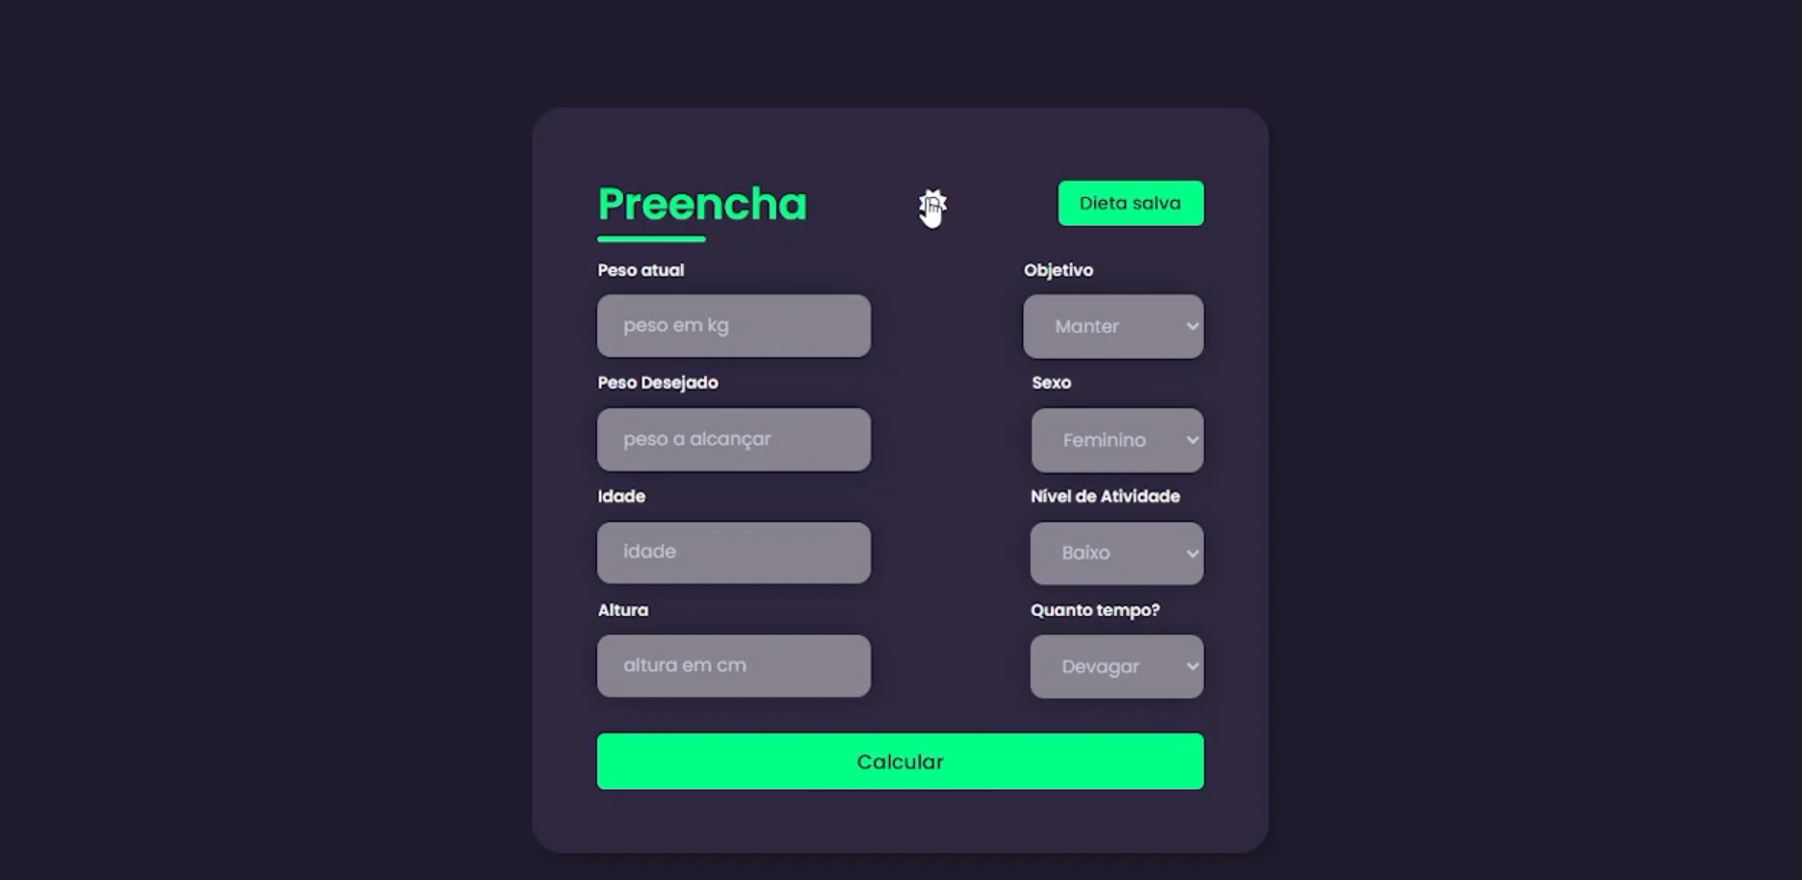 Preencha
Dieta salva
Peso atual
Objetivo
peso em kg
Manter
Peso Desejado
Sexo
peso a alcançar
Feminino
Idade
Nível de Atividade
idade
Baixo
Altura
Quanto tempo?
altura em cm
Devagar
Calcular